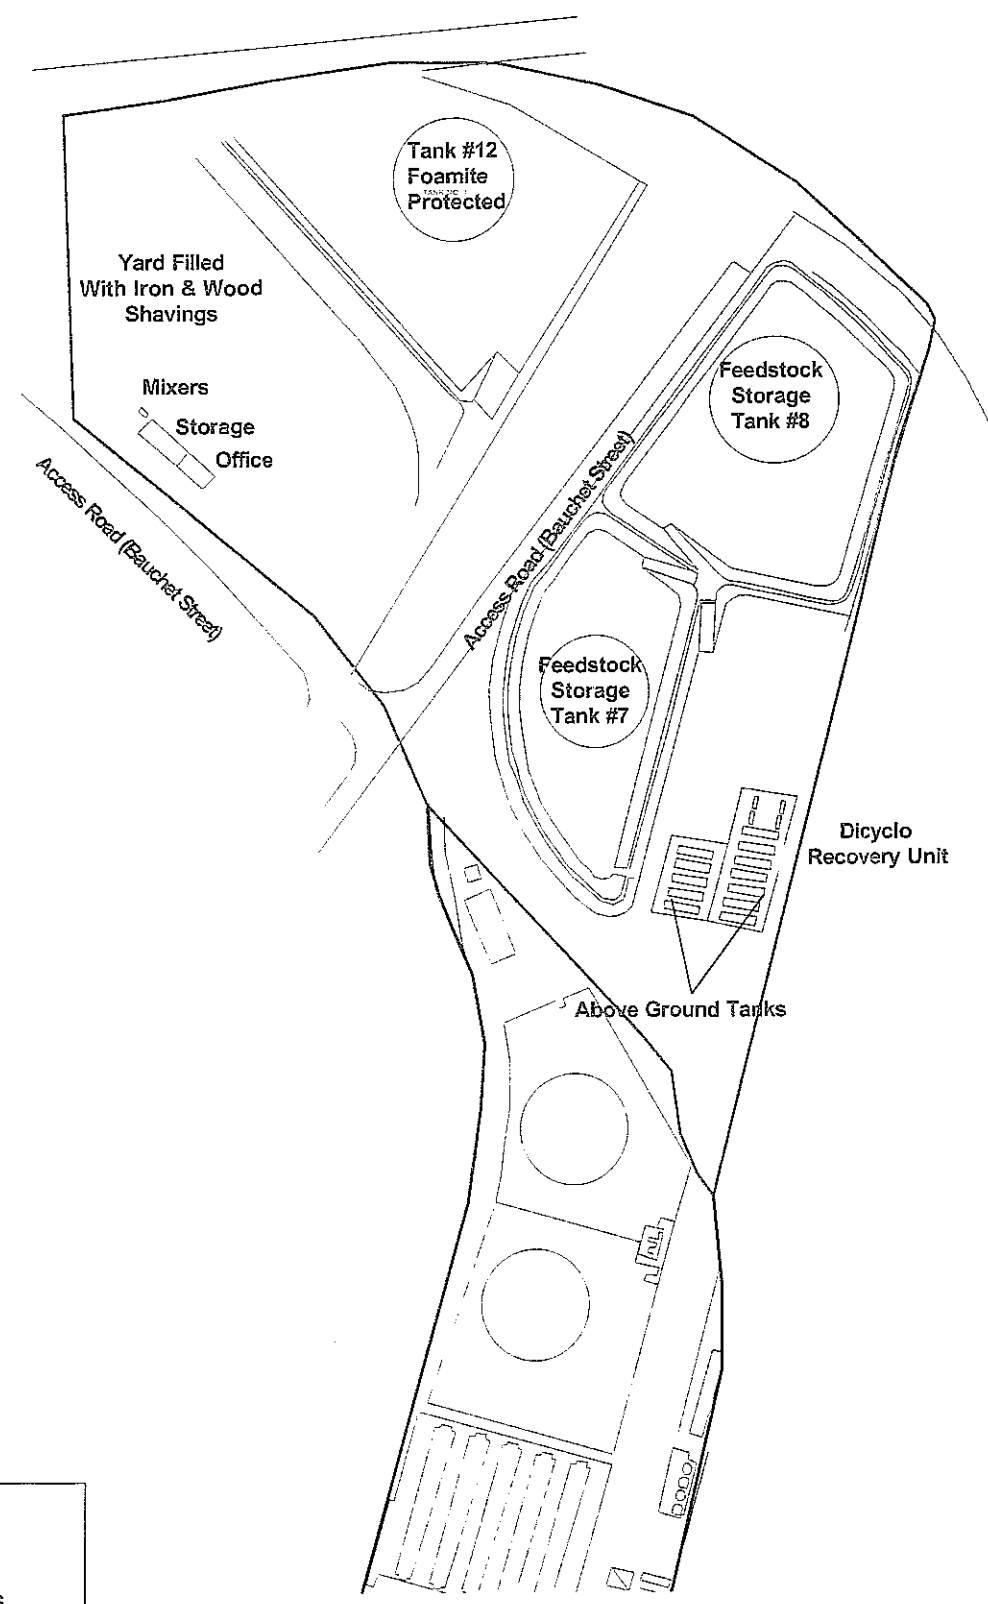 Tank #12
Foamite
Protected
Yard Filled
With Iron & Wood
Shavings
Feedstock
Storage
Tank #8
Mixers
Storage
Office
Access Road (Bauchet Street)
Access Road (Bauchet Street)
Feedstock
Storage
Tank #7
Dicyclo
Recovery Unit
Above Ground Tanks